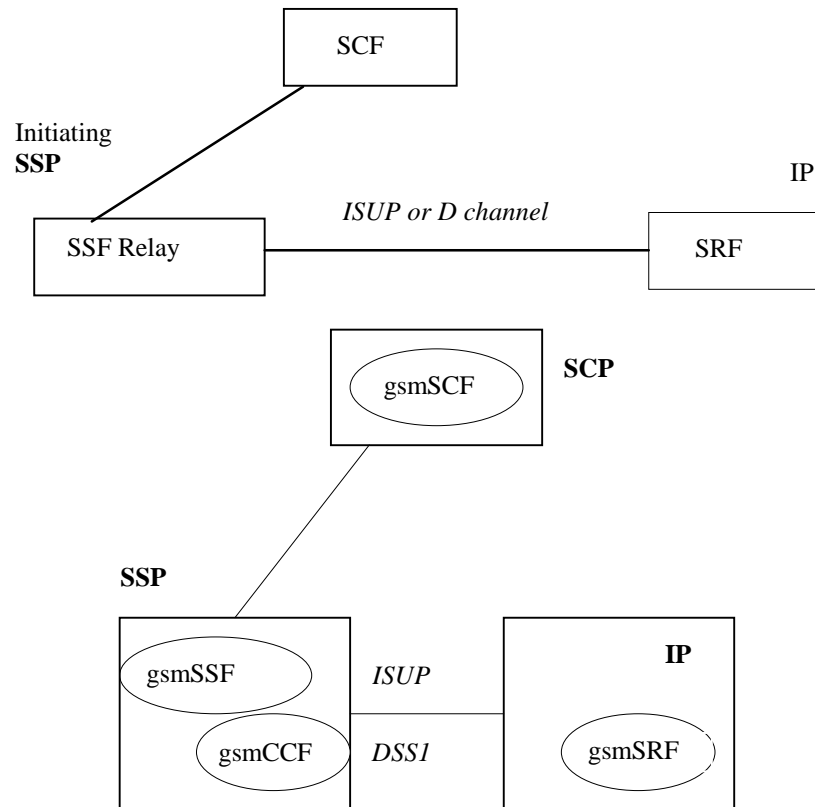 SCF
Initiating
SSP
IP
ISUP or D channel
SSF Relay
SRF
gsmSCF
SCP
SSP
IP
gsmSSF
ISUP
gsmCCF
DSS1
gsmSRF